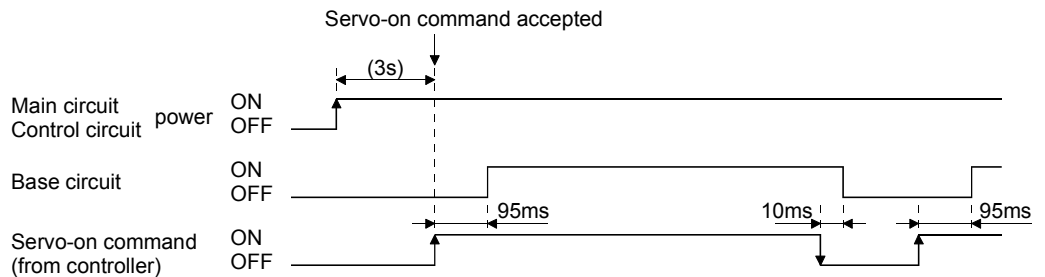 Servo-on command accepted
(3s)
Main circuit
Control circuit
power
ON
OFF
Base circuit
ON
OFF
95ms
10ms
95ms
Servo-on command
(from controller)
ON
OFF